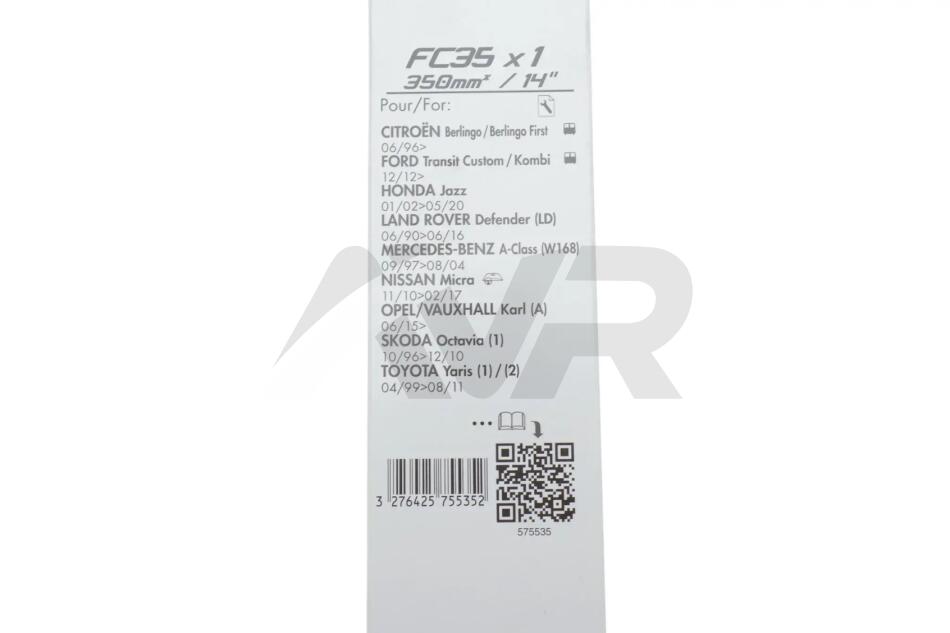 FC35 x 1
350mm / 14"
Pour/For:
CITROËN Berlingo/Berlingo First
06/96>
FORD Transit Custom/Kombi
12/12>
HONDA Jazz
01/02>05/20
LAND ROVER Defender (LD)
06/90>06/16
MERCEDES-BENZ A-Class (W168)
09/97>08/04
NISSAN Micra
11/10>02/17
OPEL/VAUXHALL Karl (A)
06/15>
SKODA Octavia (1)
10/96>12/10
TOYOTA Yaris (1)/(2)
04/99>08/11
...
3 276425 755352
575535